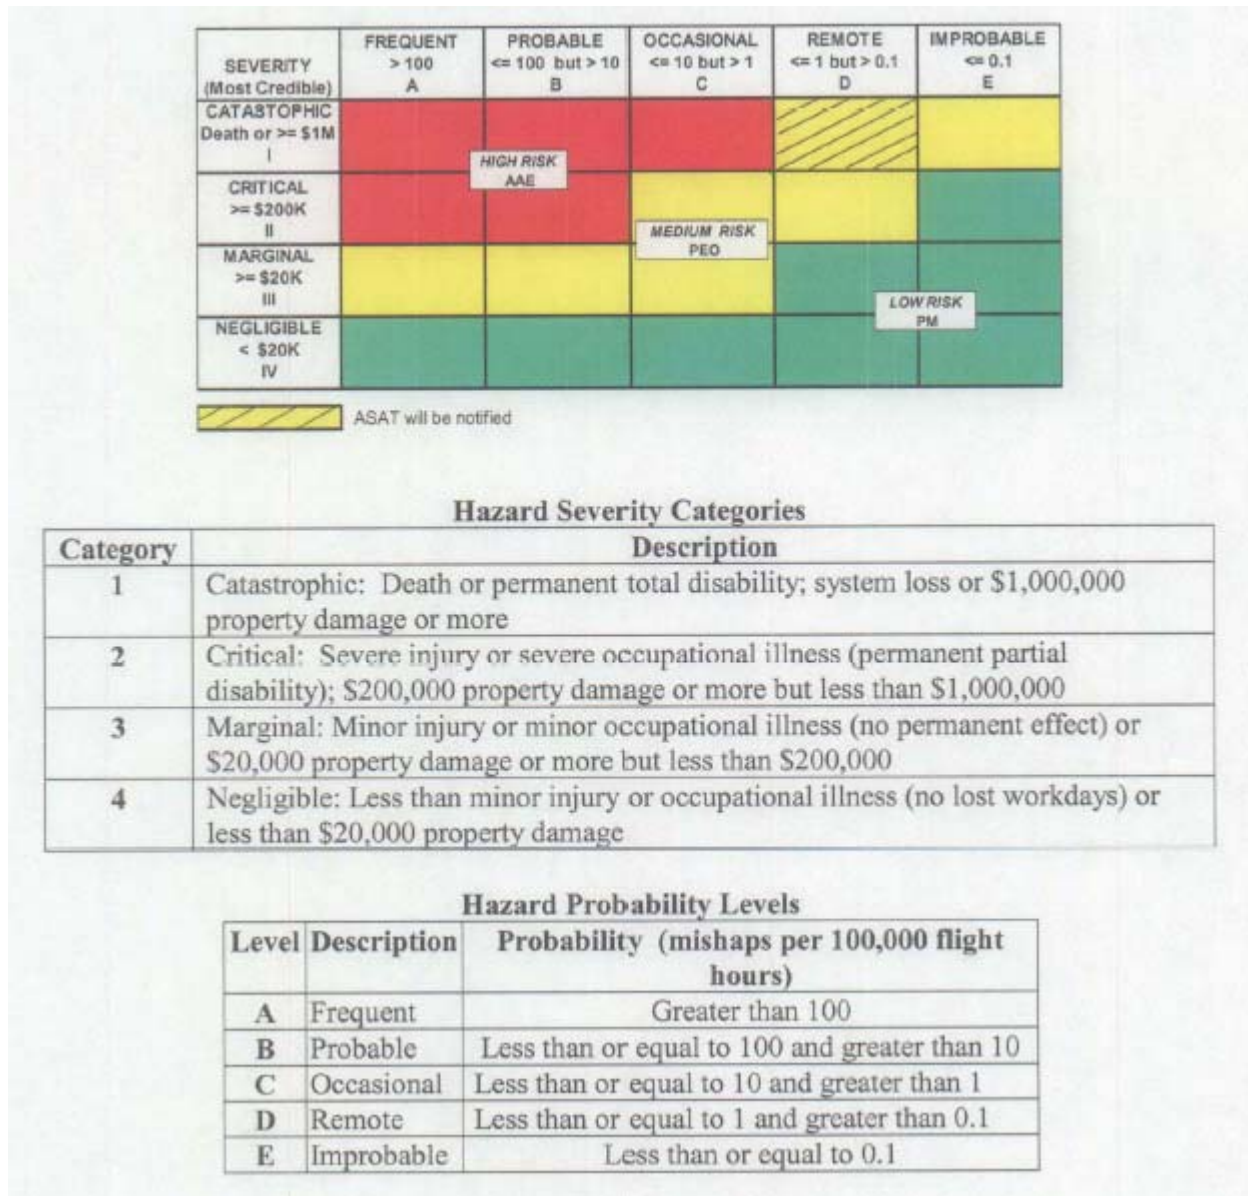 SEVERITY
(Most Credible)
FREQUENT
> 100
A
PROBABLE
<= 100 but > 10
B
OCCASIONAL
<= 10 but > 1
C
REMOTE
<= 1 but > 0.1
D
IMPROBABLE
<= 0.1
E
CATASTOPHIC
Death or >= $1M
I
HIGH RISK
AAE
CRITICAL
>= $200K
II
MEDIUM RISK
PEO
MARGINAL
>= $20K
III
LOW RISK
PM
NEGLIGIBLE
< $20K
IV
ASAT will be notified
Hazard Severity Categories
Category Description
1 Catastrophic: Death or permanent total disability; system loss or $1,000,000
property damage or more
2 Critical: Severe injury or severe occupational illness (permanent partial
disability); $200,000 property damage or more but less than $1,000,000
3 Marginal: Minor injury or minor occupational illness (no permanent effect) or
$20,000 property damage or more but less than $200,000
4 Negligible: Less than minor injury or occupational illness (no lost workdays) or
less than $20,000 property damage
Hazard Probability Levels
Level Description Probability (mishaps per 100,000 flight
hours)
A Frequent Greater than 100
B Probable Less than or equal to 100 and greater than 10
C Occasional Less than or equal to 10 and greater than 1
D Remote Less than or equal to 1 and greater than 0.1
E Improbable Less than or equal to 0.1